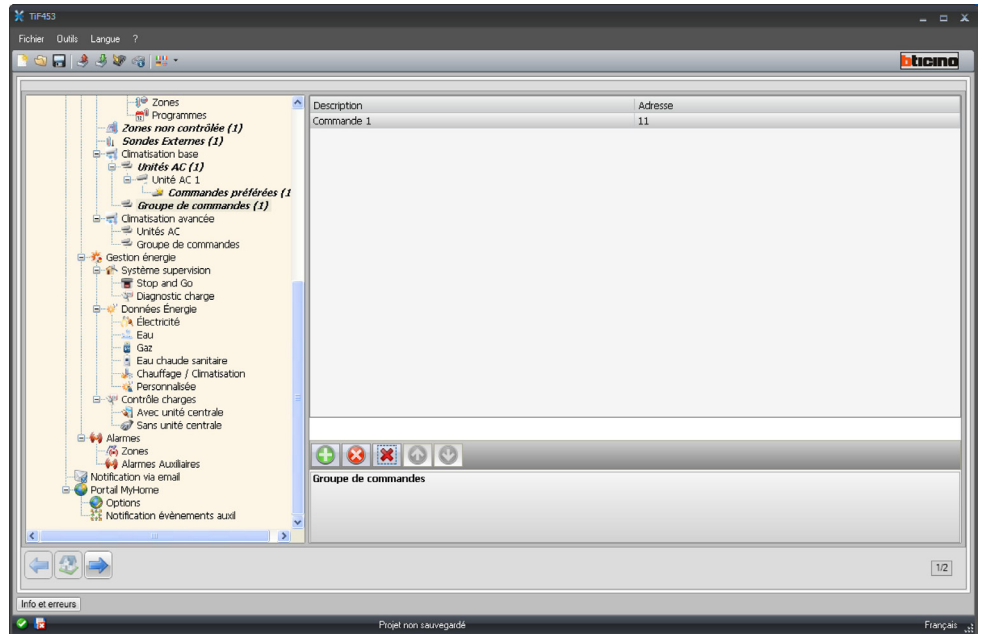 TiF453
Fichier Outils Langue ?
bticino
Zones
Programmes
Zones non contrôlée (1)
Sondes Externes (1)
Climatisation base
Unités AC (1)
Unité AC 1
Commandes préférées (1
Groupe de commandes (1)
Climatisation avancée
Unités AC
Groupe de commandes
Gestion énergie
Système supervision
Stop and Go
Diagnostic charge
Données Énergie
Électricité
Eau
Gaz
Eau chaude sanitaire
Chauffage / Climatisation
Personnalisée
Contrôle charges
Avec unité centrale
Sans unité centrale
Alarmes
Zones
Alarmes Auxiliaires
Notification via email
Portal MyHome
Options
Notification évènements auxil
Description Adresse
Commande 1 11
Groupe de commandes
1/2
Info et erreurs
Projet non sauvegardé Français